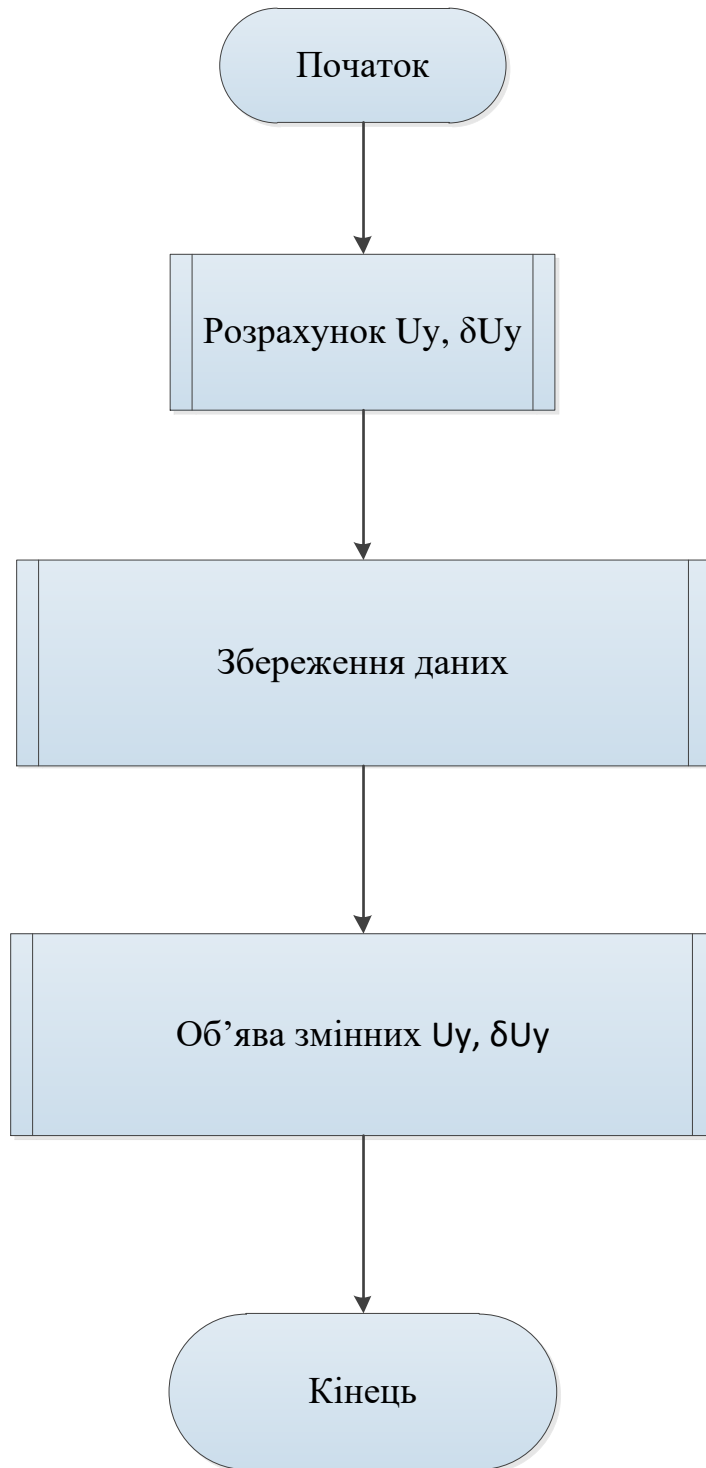 Початок
Розрахунок Uy, δUy
Збереження даних
Об’ява змінних Uy, δUy
Кінець